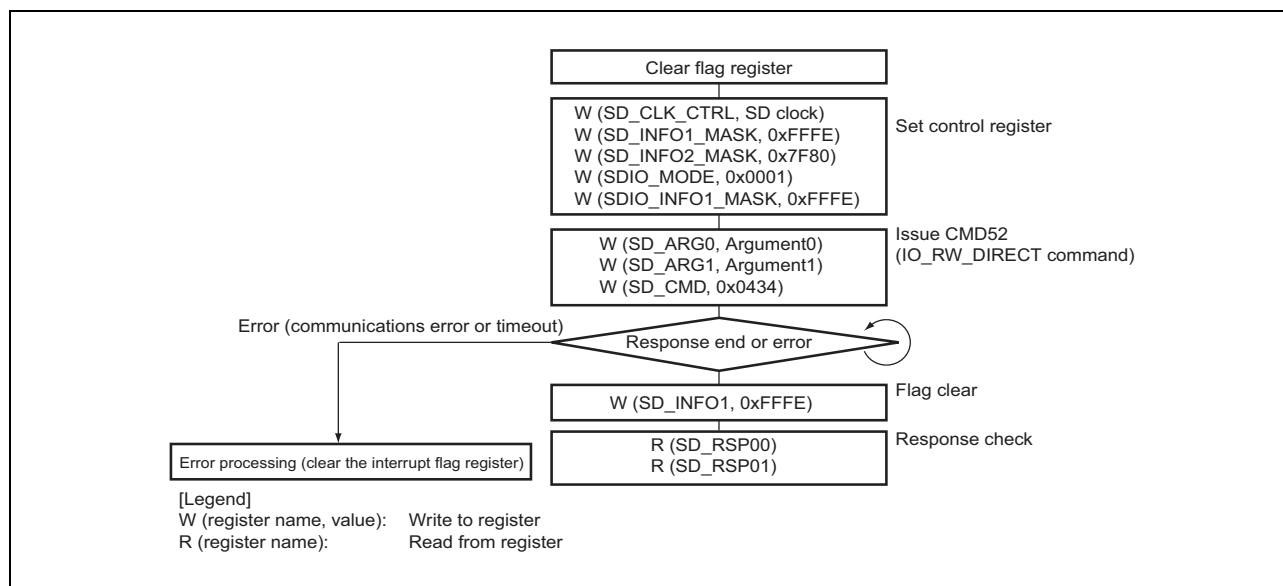 Clear flag register
W (SD_CLK_CTRL, SD clock)
W (SD_INFO1_MASK, 0xFFFE)
W (SD_INFO2_MASK, 0x7F80)
W (SDIO_MODE, 0x0001)
W (SDIO_INFO1_MASK, 0xFFFE)
Set control register
W (SD_ARG0, Argument0)
W (SD_ARG1, Argument1)
W (SD_CMD, 0x0434)
Issue CMD52
(IO_RW_DIRECT command)
Error (communications error or timeout)
Response end or error
W (SD_INFO1, 0xFFFE)
Flag clear
R (SD_RSP00)
R (SD_RSP01)
Response check
Error processing (clear the interrupt flag register)
[Legend]
W (register name, value): Write to register
R (register name): Read from register